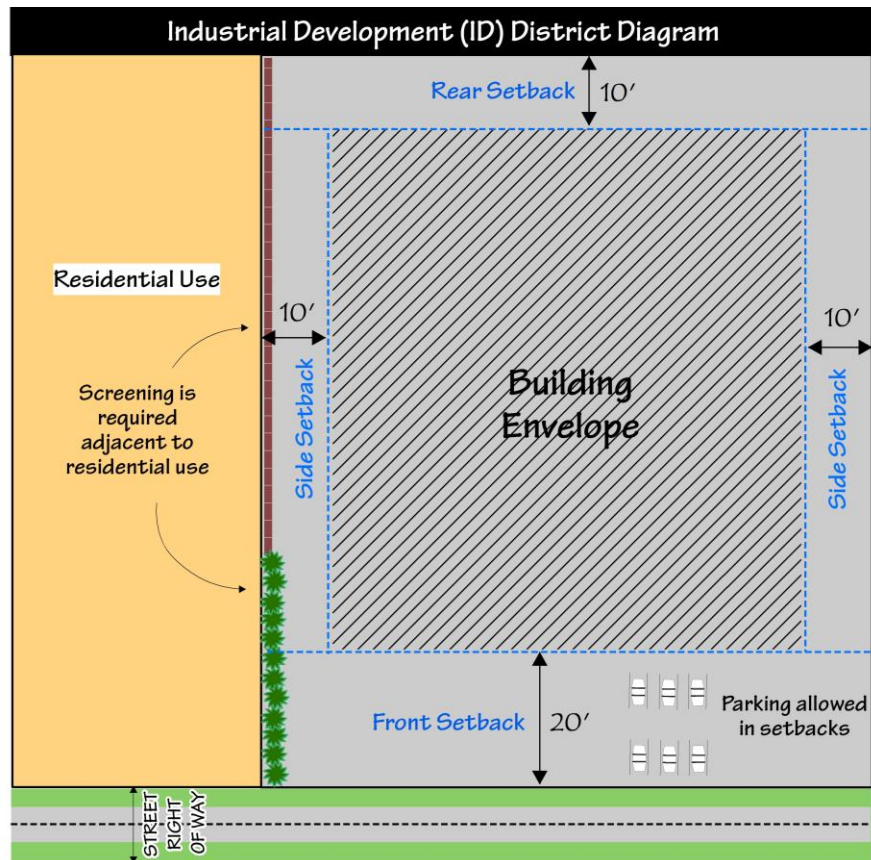 Industrial Development (ID) District Diagram
Rear Setback
10'
Residential Use
10'
10'
Screening is
required
adjacent to
residential use
Side Setback
Building
Envelope
Side Setback
Front Setback
20'
Parking allowed
in setbacks
STREET
RIGHT
OF WAY